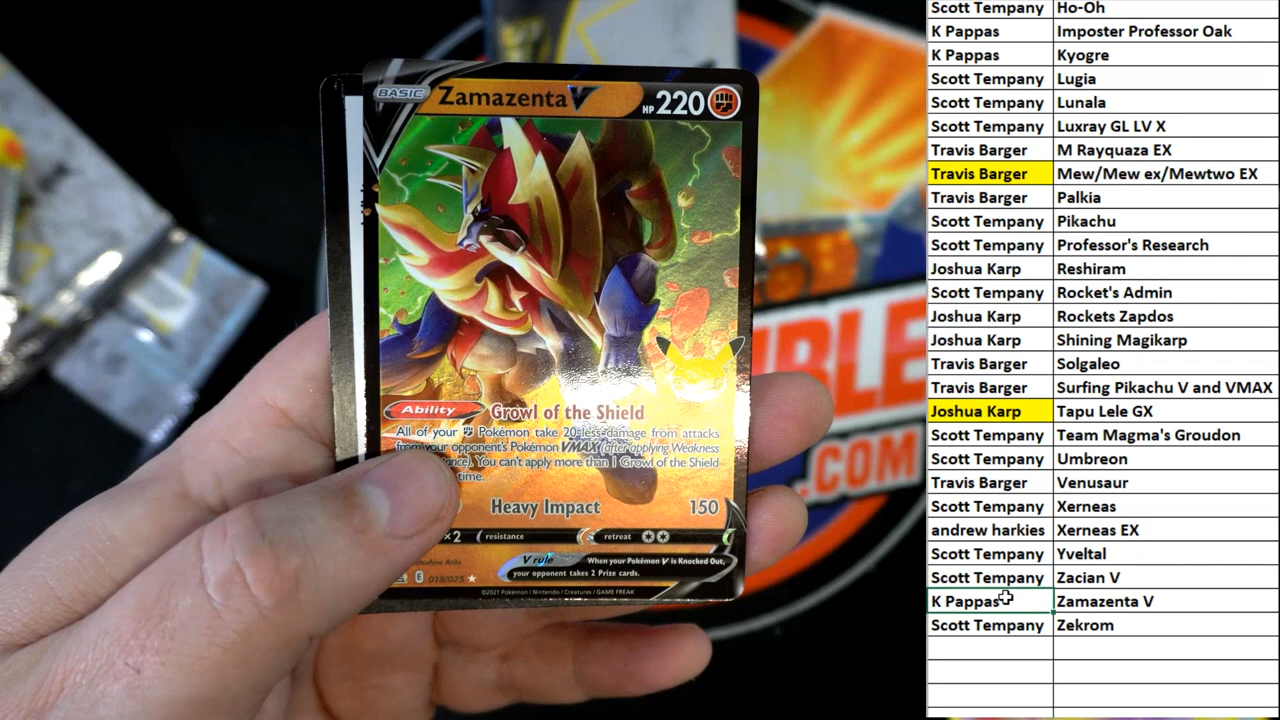 BASIC Zamazenta V HP 220
Ability Growl of the Shield
All of your Pokémon take 20 less damage from attacks
from your opponent's Pokémon VMAX (after applying Weakness
You can't apply more than 1 Growl of the Shield
time.
Heavy Impact 150
×2 resistance retreat
V rule When your Pokémon V is Knocked Out,
your opponent takes 2 Prize cards.
E 018/025
©2021 Pokémon / Nintendo / Creatures / GAME FREAK
BLE
.COM
Scott Tempany Ho-Oh
K Pappas Imposter Professor Oak
K Pappas Kyogre
Scott Tempany Lugia
Scott Tempany Lunala
Scott Tempany Luxray GL LV X
Travis Barger M Rayquaza EX
Travis Barger Mew/Mew ex/Mewtwo EX
Travis Barger Palkia
Scott Tempany Pikachu
Scott Tempany Professor's Research
Joshua Karp Reshiram
Scott Tempany Rocket's Admin
Joshua Karp Rockets Zapdos
Joshua Karp Shining Magikarp
Travis Barger Solgaleo
Travis Barger Surfing Pikachu V and VMAX
Joshua Karp Tapu Lele GX
Scott Tempany Team Magma's Groudon
Scott Tempany Umbreon
Travis Barger Venusaur
Scott Tempany Xerneas
andrew harkies Xerneas EX
Scott Tempany Yveltal
Scott Tempany Zacian V
K Pappas Zamazenta V
Scott Tempany Zekrom